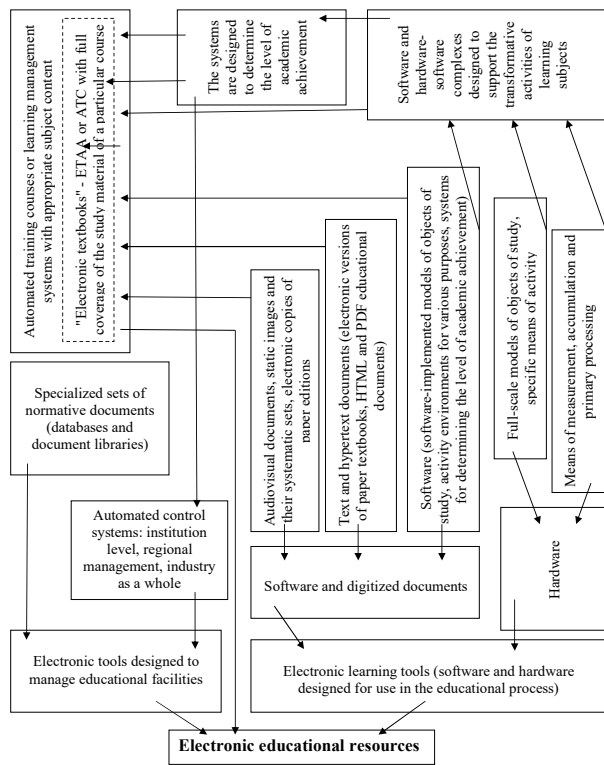 Automated training courses or learning management
systems with appropriate subject content
"Electronic textbooks" - ETAA or ATC with full
coverage of the study material of a particular course
The systems
are designed
to determine
the level of
academic
achievement
Software and
hardware-
software
complexes
designed to
support the
transformative
activities of
learning
subjects
Specialized sets of
normative documents
(databases and
document libraries)
Audiovisual documents, static images and
their systematic sets, electronic copies of
paper editions
Text and hypertext documents (electronic versions
of paper textbooks, HTML and PDF educational
documents)
Software (software-implemented models of objects of
study, activity environments for various purposes, systems
for determining the level of academic achievement)
Full-scale models of objects of study,
specific means of activity
Means of measurement, accumulation and
primary processing
Automated control
systems: institution
level, regional
management, industry
as a whole
Software and digitized documents
Hardware
Electronic tools designed to
manage educational facilities
Electronic learning tools (software and hardware
designed for use in the educational process)
Electronic educational resources